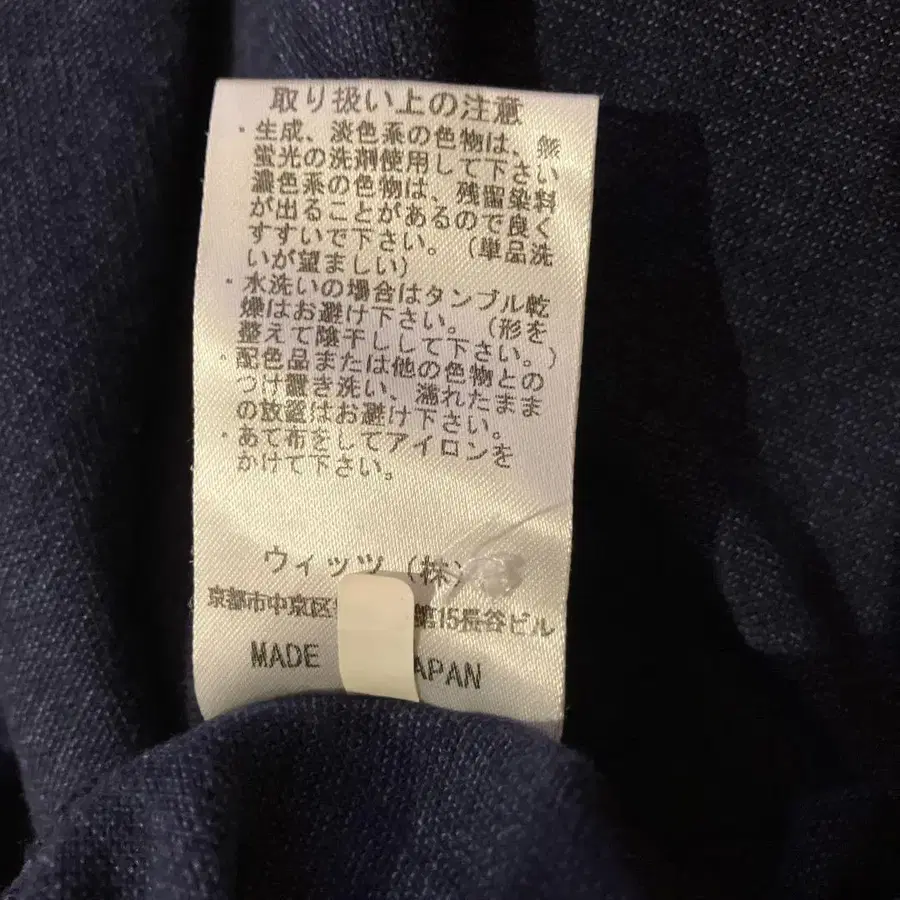 取り扱い上の注意
・生成、淡色系の色物は、無
蛍光の洗剤使用して下さい
濃色系の色物は、残留染料
が出ることがあるので良く
すすいで下さい。（単品洗
いが望ましい）
・水洗いの場合はタンブル乾
燥はお避け下さい。（形を
整えて陰干しして下さい。）
・配色品または他の色物との
つけ置き洗い、濡れたまま
の放置はお避け下さい。
・あて布をしてアイロンを
かけて下さい。
ウィッツ（株）
京都市中京区 第15長谷ビル
MADE JAPAN